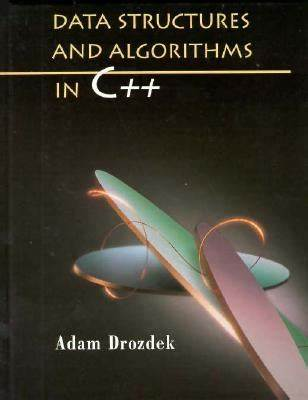 DATA STRUCTURES
AND ALGORITHMS
IN C++
Adam Drozdek